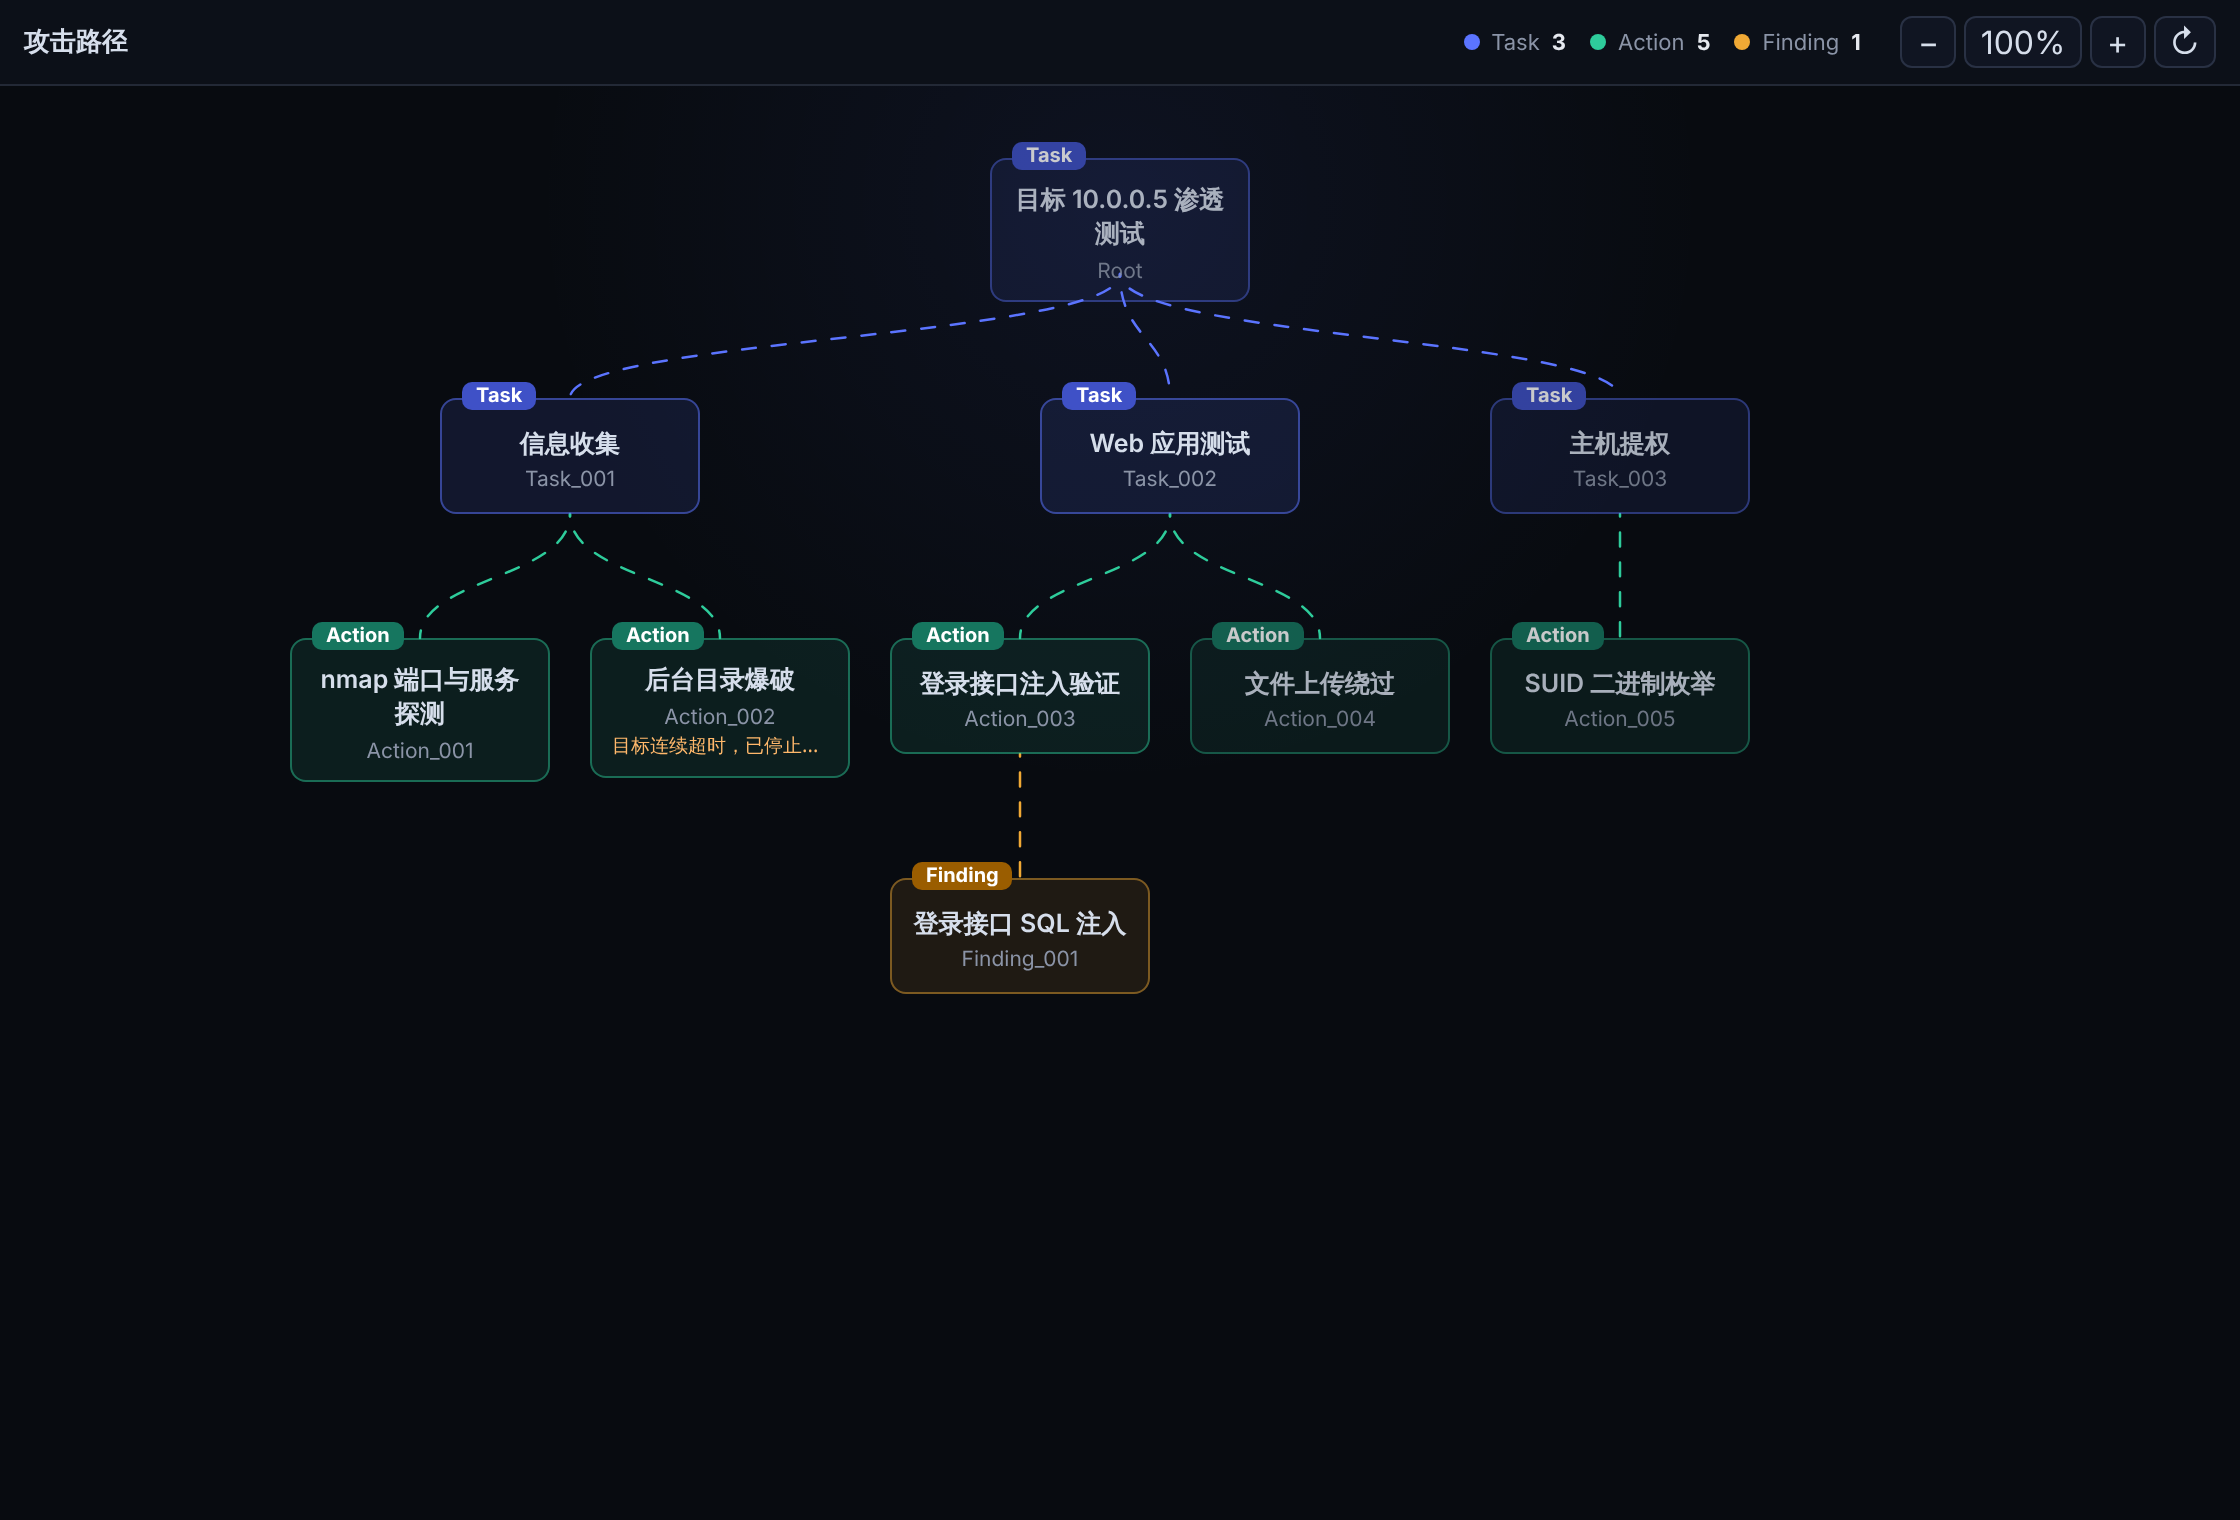 攻击路径
Task 3
Action 5
Finding 1
−
100%
+
Task
目标 10.0.0.5 渗透
测试
Root
Task
信息收集
Task_001
Task
Web 应用测试
Task_002
Task
主机提权
Task_003
Action
nmap 端口与服务
探测
Action_001
Action
后台目录爆破
Action_002
目标连续超时，已停止...
Action
登录接口注入验证
Action_003
Action
文件上传绕过
Action_004
Action
SUID 二进制枚举
Action_005
Finding
登录接口 SQL 注入
Finding_001